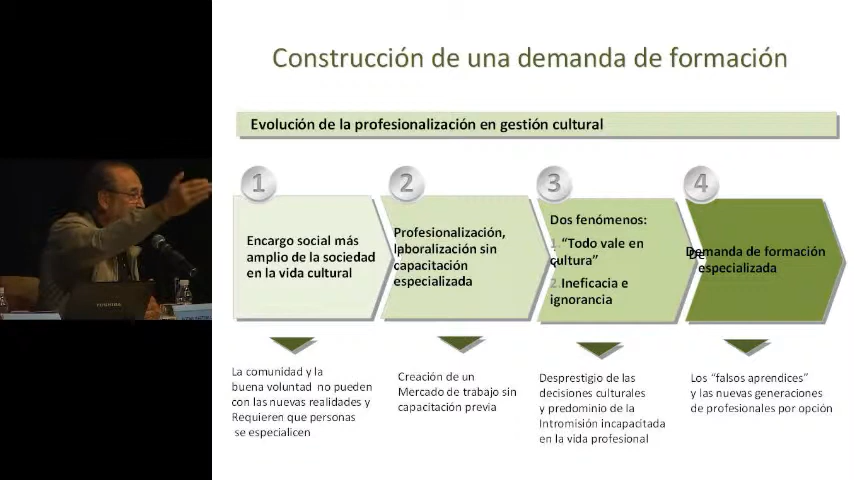 Construcción de una demanda de formación
Evolución de la profesionalización en gestión cultural
1
Encargo social más
amplio de la sociedad
en la vida cultural
2
Profesionalización,
laboralización sin
capacitación
especializada
3
Dos fenómenos:
1. “Todo vale en
cultura”
2. Ineficacia e
ignorancia
4
Demanda de formación
especializada
La comunidad y la
buena voluntad no pueden
con las nuevas realidades y
Requieren que personas
se especialicen
Creación de un
Mercado de trabajo sin
capacitación previa
Desprestigio de las
decisiones culturales
y predominio de la
Intromisión incapacitada
en la vida profesional
Los “falsos aprendices”
y las nuevas generaciones
de profesionales por opción
TOSHIBA